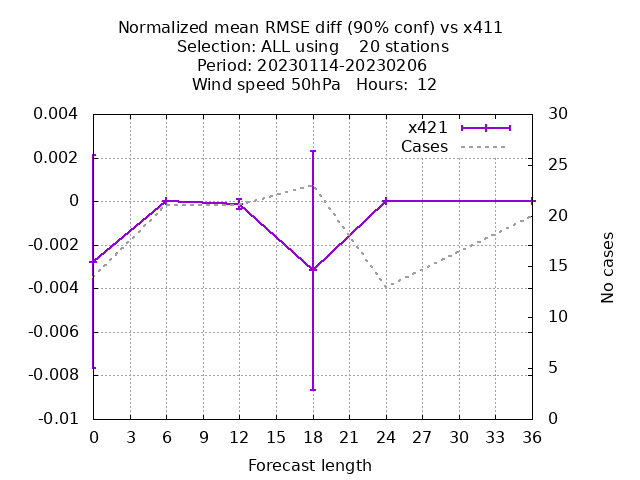 Normalized mean RMSE diff (90% conf) vs x411
Selection: ALL using    20 stations
Period: 20230114-20230206
Wind speed 50hPa   Hours:  12
x421
Cases
0.004
0.002
0
-0.002
-0.004
-0.006
-0.008
-0.01
30
25
20
15
10
5
0
No cases
0 3 6 9 12 15 18 21 24 27 30 33 36
Forecast length